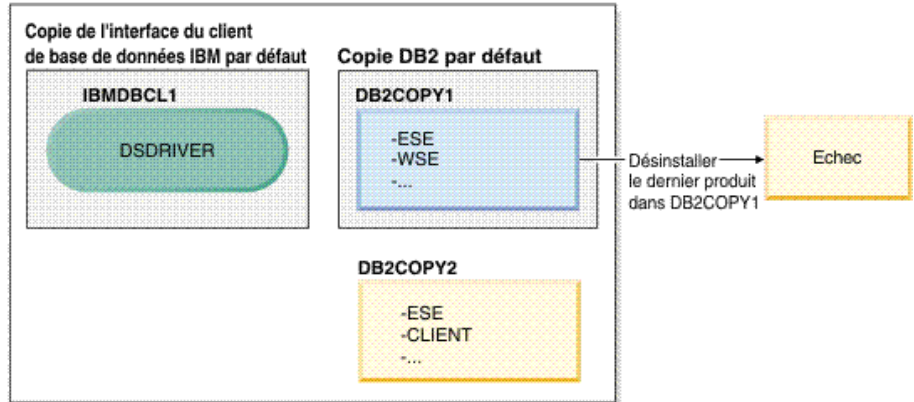 Copie de l'interface du client
de base de données IBM par défaut
IBMDBCL1
DSDRIVER
Copie DB2 par défaut
DB2COPY1
-ESE
-WSE
-...
Désinstaller
le dernier produit
dans DB2COPY1
Echec
DB2COPY2
-ESE
-CLIENT
-...